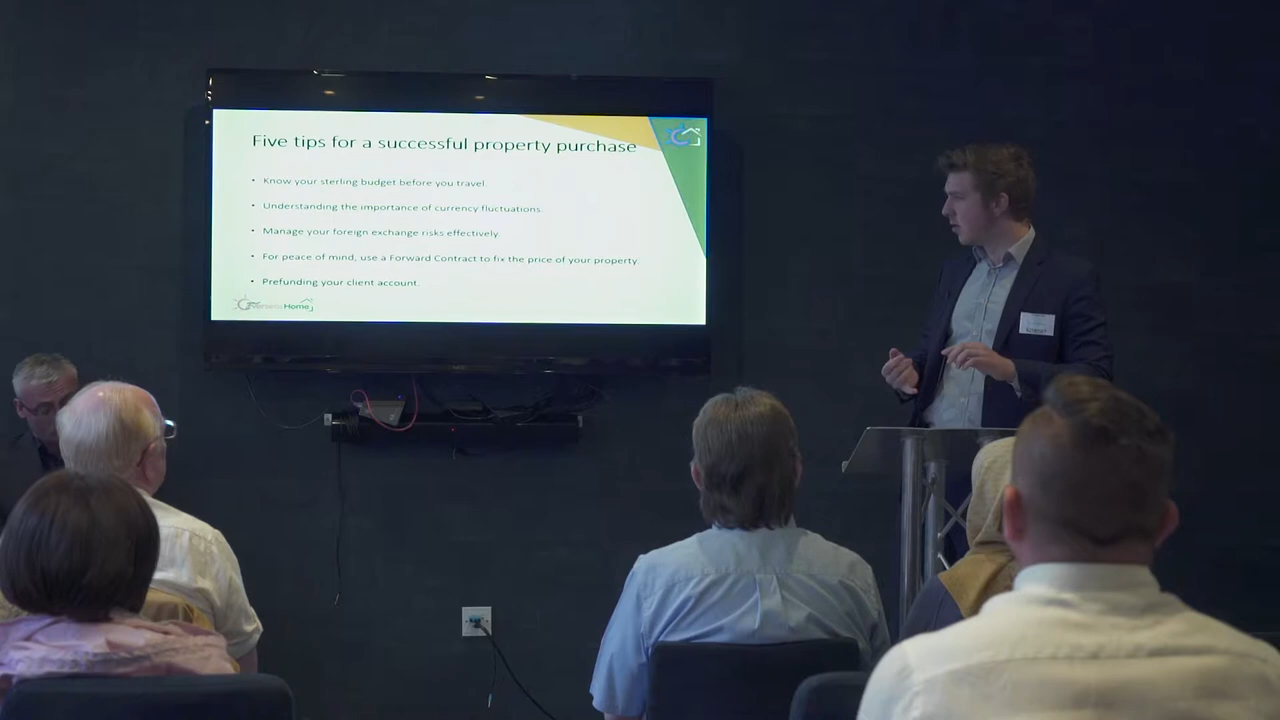 Five tips for a successful property purchase
• Know your sterling budget before you travel.
• Understanding the importance of currency fluctuations.
• Manage your foreign exchange risks effectively.
• For peace of mind, use a Forward Contract to fix the price of your property.
• Prefunding your client account.
Home